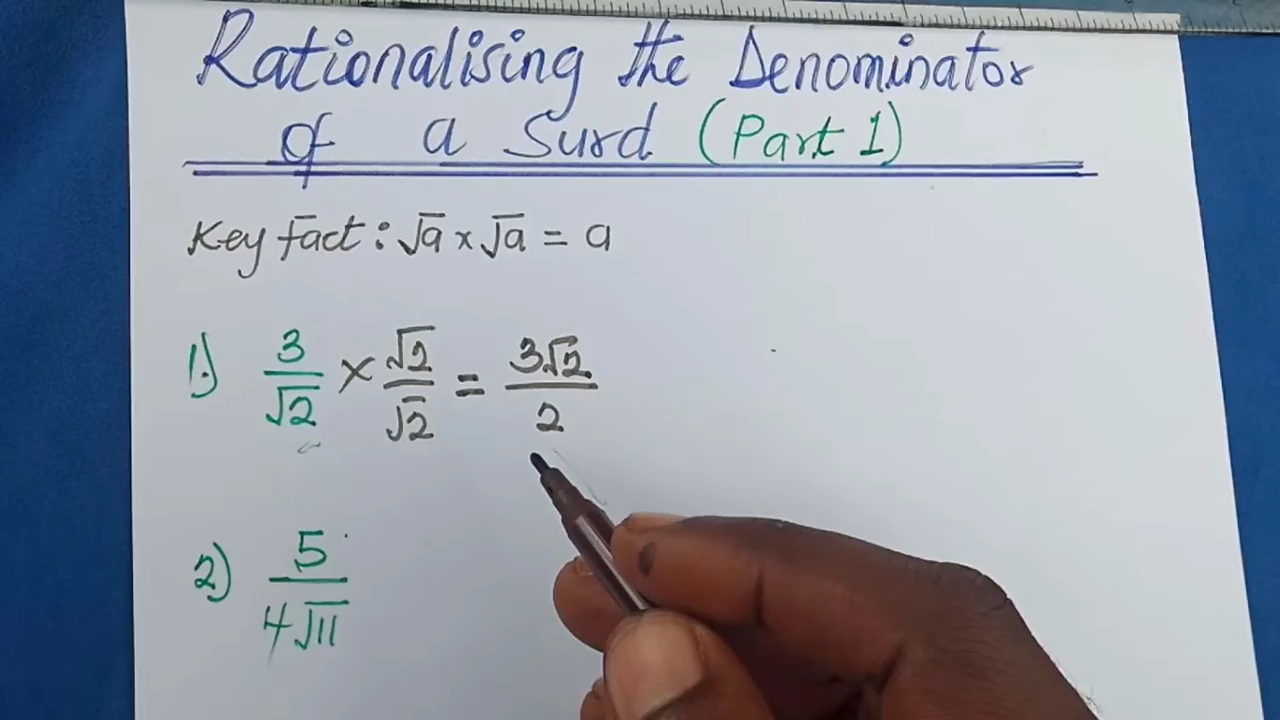 Rationalising the Denominator
of a Surd (Part 1)
Key fact: √a × √a = a
1.) 3/√2 × √2/√2 = 3√2/2
2) 5/4√11